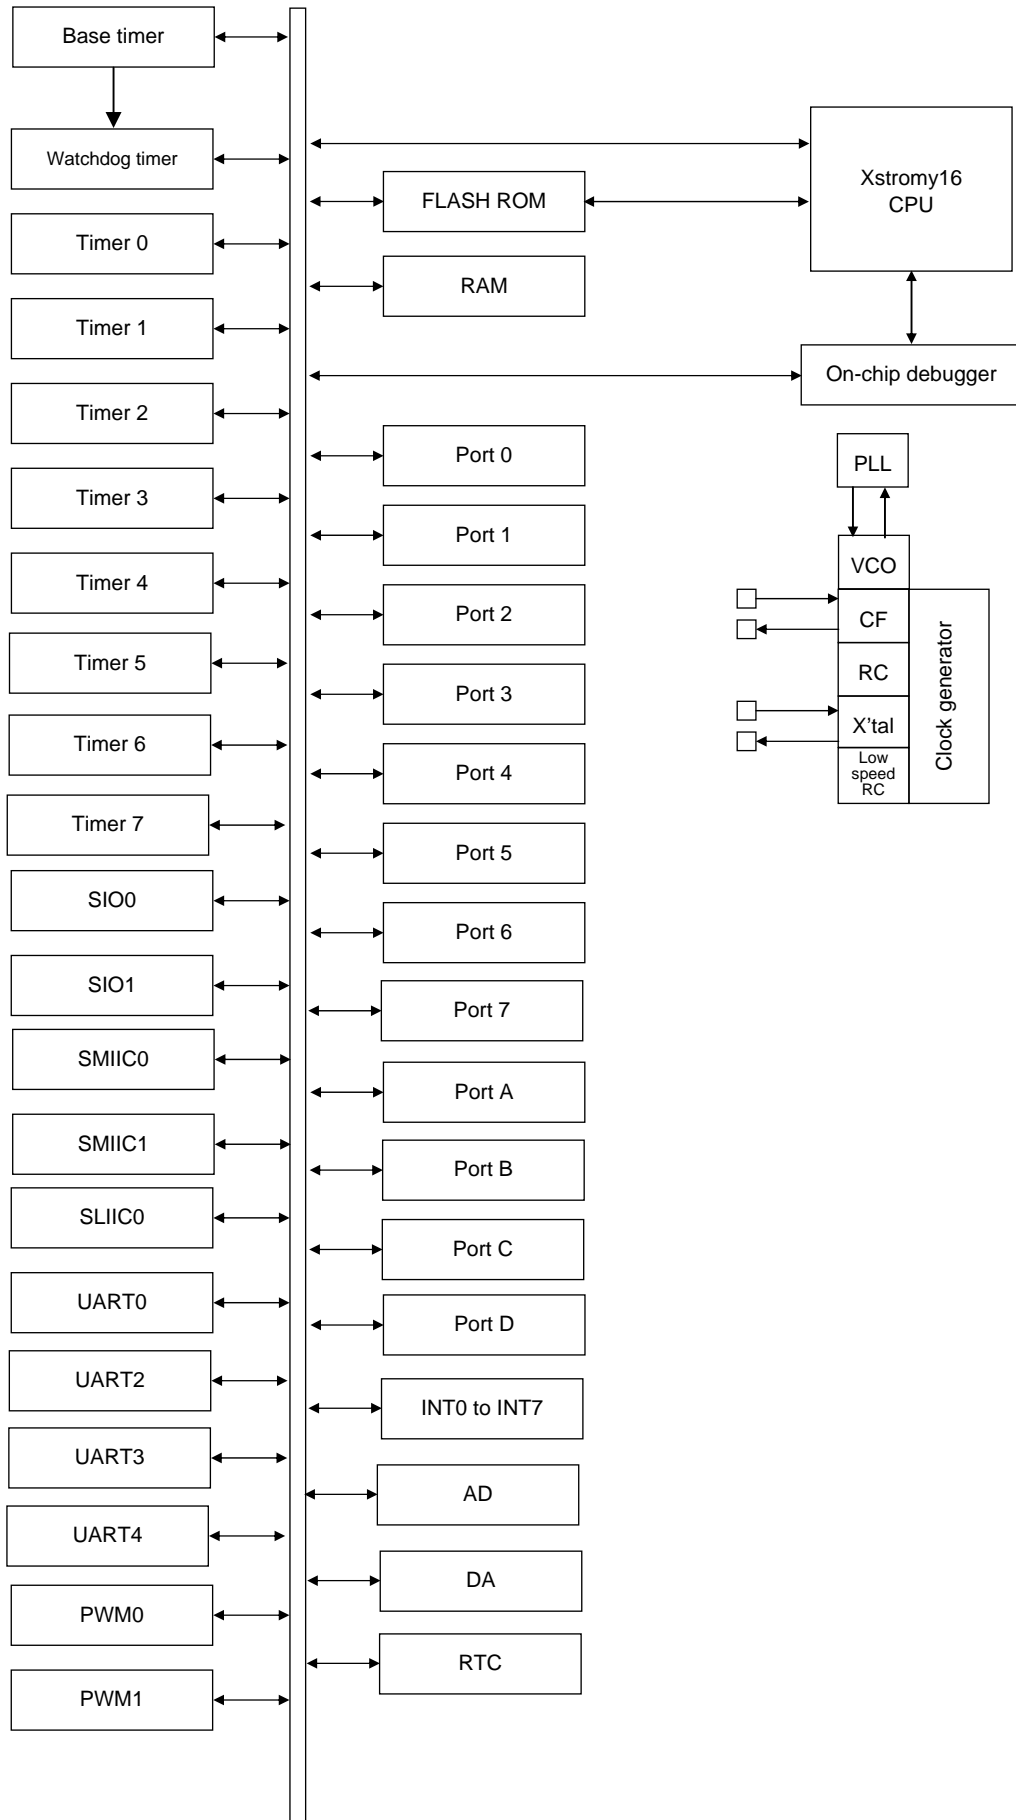 Base timer
Watchdog timer
Timer 0
Timer 1
Timer 2
Timer 3
Timer 4
Timer 5
Timer 6
Timer 7
SIO0
SIO1
SMIIC0
SMIIC1
SLIIC0
UART0
UART2
UART3
UART4
PWM0
PWM1
FLASH ROM
RAM
Port 0
Port 1
Port 2
Port 3
Port 4
Port 5
Port 6
Port 7
Port A
Port B
Port C
Port D
INT0 to INT7
AD
DA
RTC
Xstromy16
CPU
On-chip debugger
PLL
VCO
CF
RC
X'tal
Low
speed
RC
Clock generator